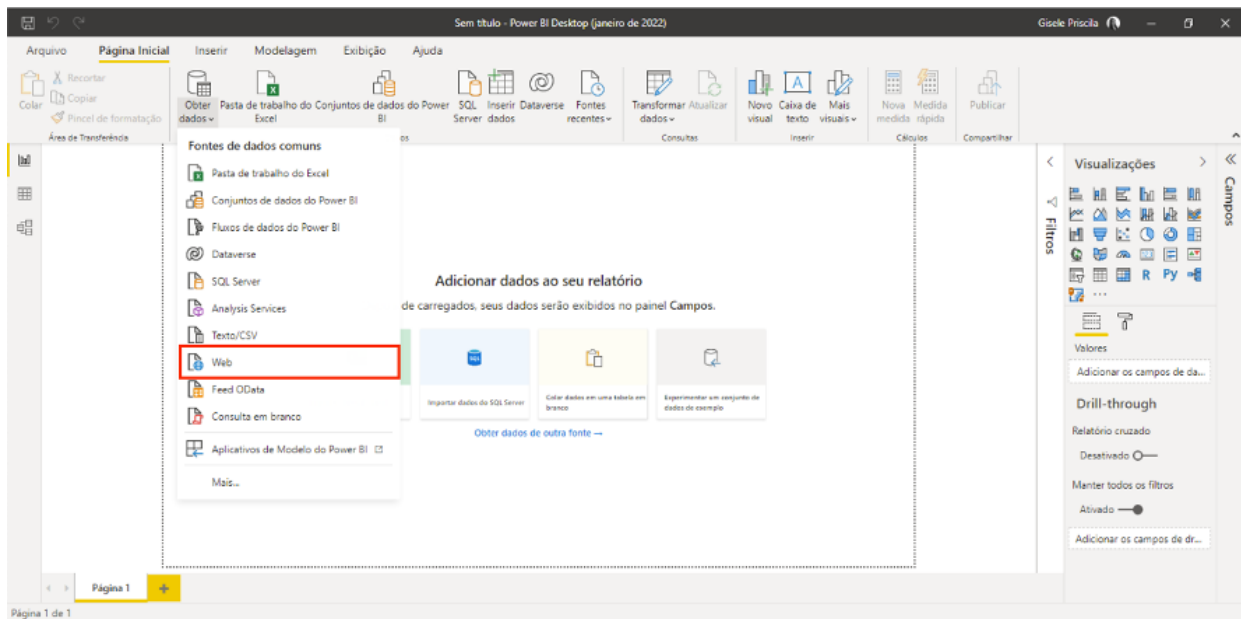 Sem título - Power BI Desktop (janeiro de 2022)
Gisele Priscila
Arquivo
Página Inicial
Inserir
Modelagem
Exibição
Ajuda
Colar
Recortar
Copiar
Pincel de formatação
Área de Transferência
Obter dados
Pasta de trabalho do Excel
Conjuntos de dados do Power BI
SQL Server
Inserir dados
Dataverse
Fontes recentes
os
Transformar dados
Atualizar
Consultas
Novo visual
Caixa de texto
Mais visuais
Inserir
Nova medida
Medida rápida
Cálculos
Publicar
Compartilhar
Fontes de dados comuns
Pasta de trabalho do Excel
Conjuntos de dados do Power BI
Fluxos de dados do Power BI
Dataverse
SQL Server
Analysis Services
Texto/CSV
Web
Feed OData
Consulta em branco
Aplicativos de Modelo do Power BI
Mais...
Adicionar dados ao seu relatório
de carregados, seus dados serão exibidos no painel Campos.
SQL
Importar dados do SQL Server
Colar dados em uma tabela em branco
Experimentar um conjunto de dados de exemplo
Obter dados de outra fonte →
Filtros
Visualizações
R
Py
...
Valores
Adicionar os campos de da...
Drill-through
Relatório cruzado
Desativado
Manter todos os filtros
Ativado
Adicionar os campos de dr...
Campos
Página 1
+
Página 1 de 1